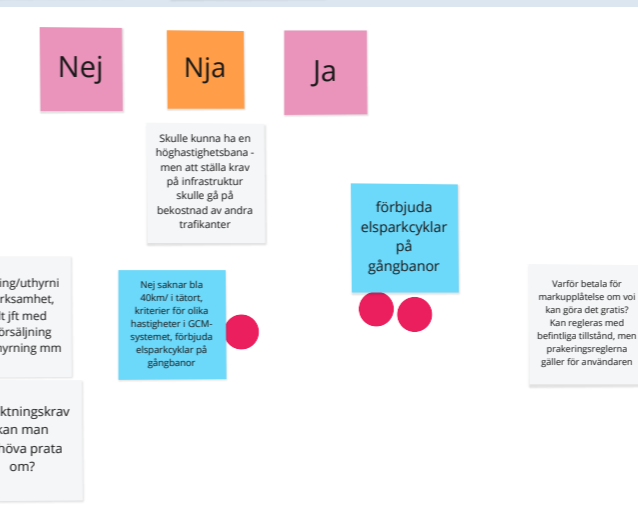 Nej
Nja
Ja
Skulle kunna ha en
höghastighetsbana -
men att ställa krav
på infrastruktur
skulle gå på
bekostnad av andra
trafikanter
förbjuda
elsparkcyklar
på
gångbanor
ing/uthyrni
rksamhet,
t jft med
örsäljning
yrning mm
Nej saknar bla
40km/ i tätort,
kriterier för olika
hastigheter i GCM-
systemet, förbjuda
elsparkcyklar på
gångbanor
Varför betala för
markupplåtelse om voi
kan göra det gratis?
Kan regleras med
befintliga tillstånd, men
prakeringsreglerna
gäller för användaren
ktningskrav
kan man
höva prata
om?